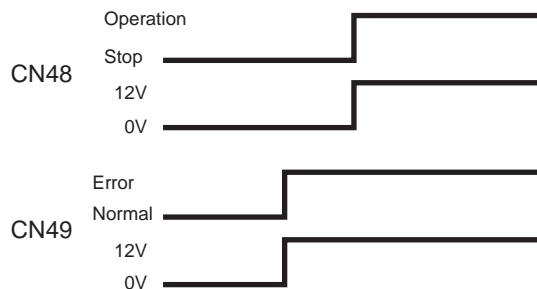 Operation
Stop
CN48
12V
0V
Error
Normal
CN49
12V
0V